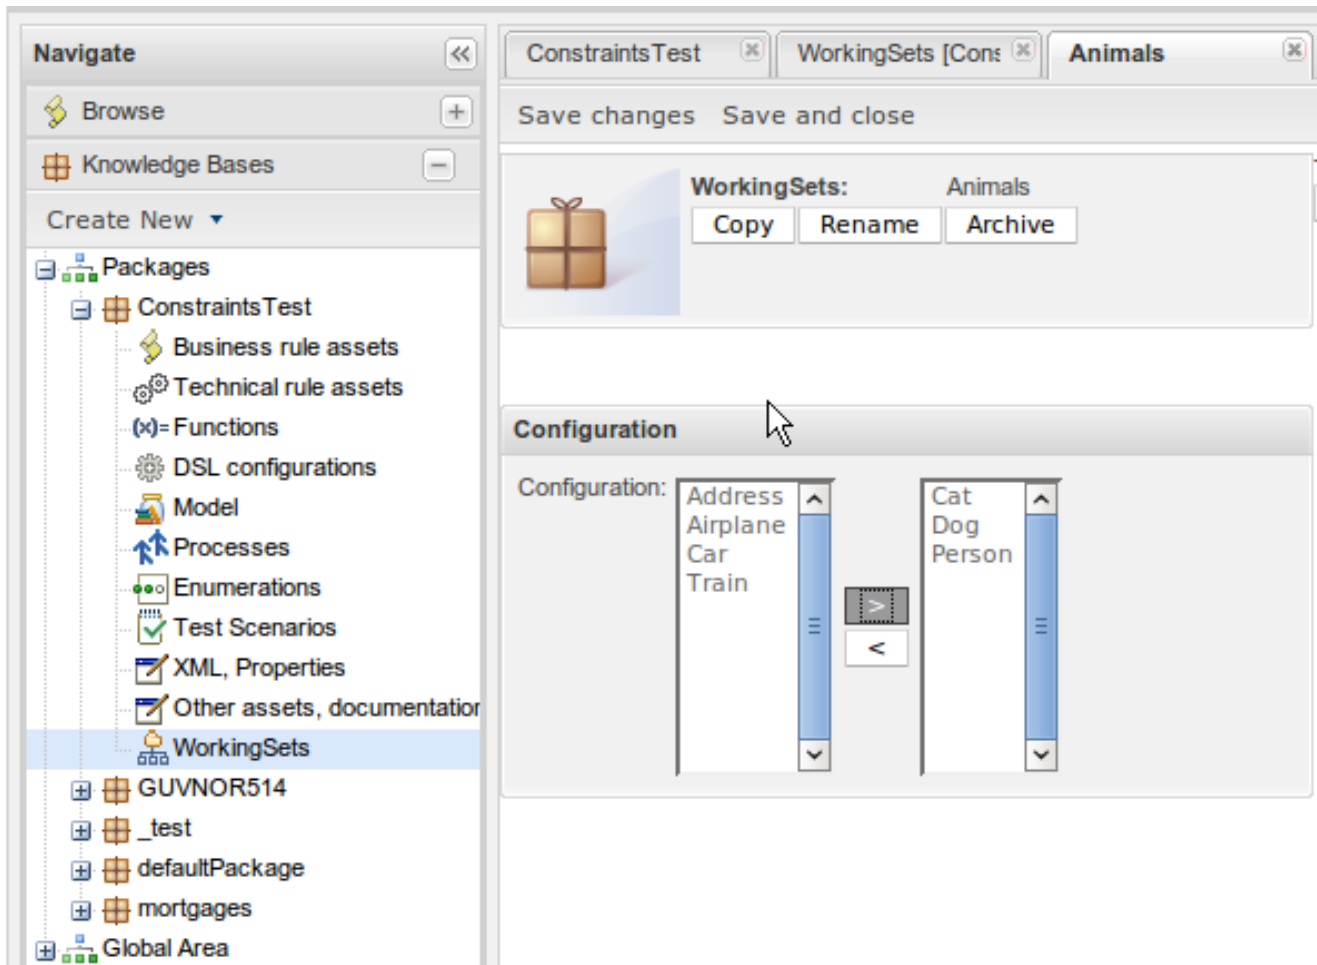 Navigate
Browse
Knowledge Bases
Create New
Packages
ConstraintsTest
Business rule assets
Technical rule assets
(x)= Functions
DSL configurations
Model
Processes
Enumerations
Test Scenarios
XML, Properties
Other assets, documentation
WorkingSets
GUVNOR514
_test
defaultPackage
mortgages
Global Area
ConstraintsTest WorkingSets [Cons Animals
Save changes Save and close
WorkingSets: Animals
Copy Rename Archive
Configuration
Configuration:
Address
Airplane
Car
Train
>
<
Cat
Dog
Person